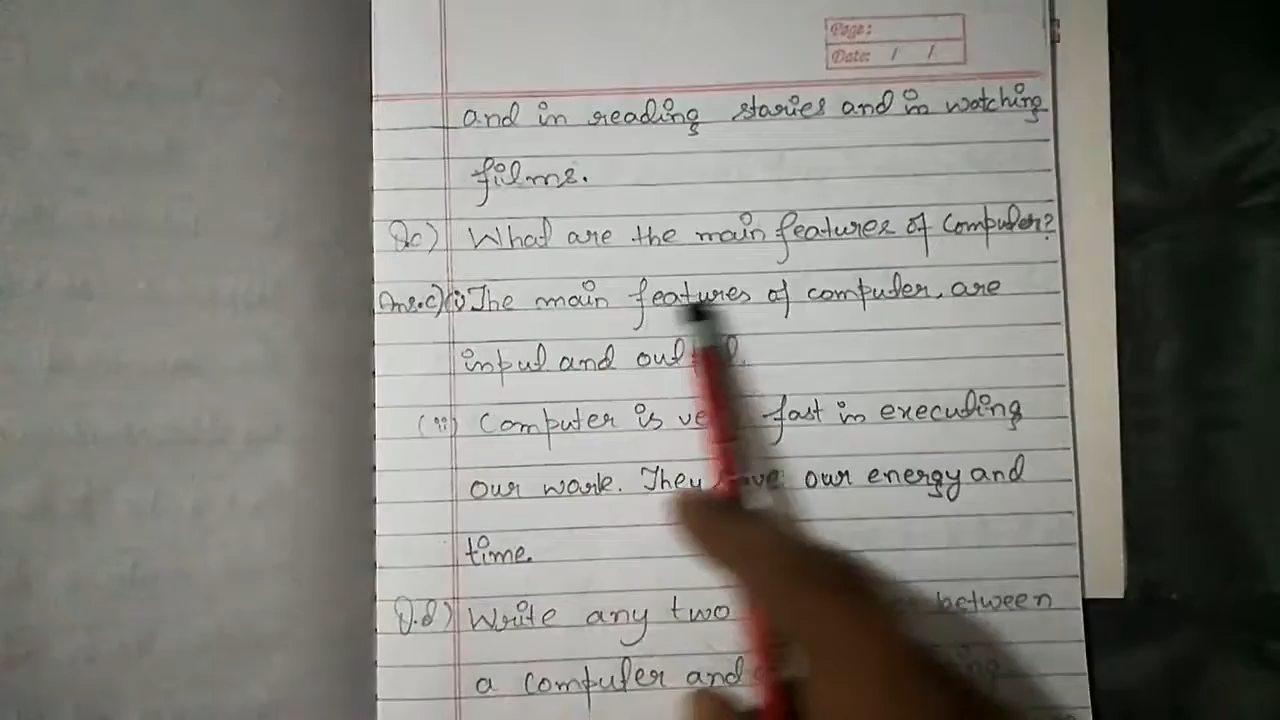 Page:
Date: / /
and in reading stories and in watching
films.
Q.c) What are the main features of computer?
Ans.c) (i) The main features of computer, are
input and out
(ii) Computer is fast in executing
our work. They our energy and
time.
Q.d) Write any two between
a computer and